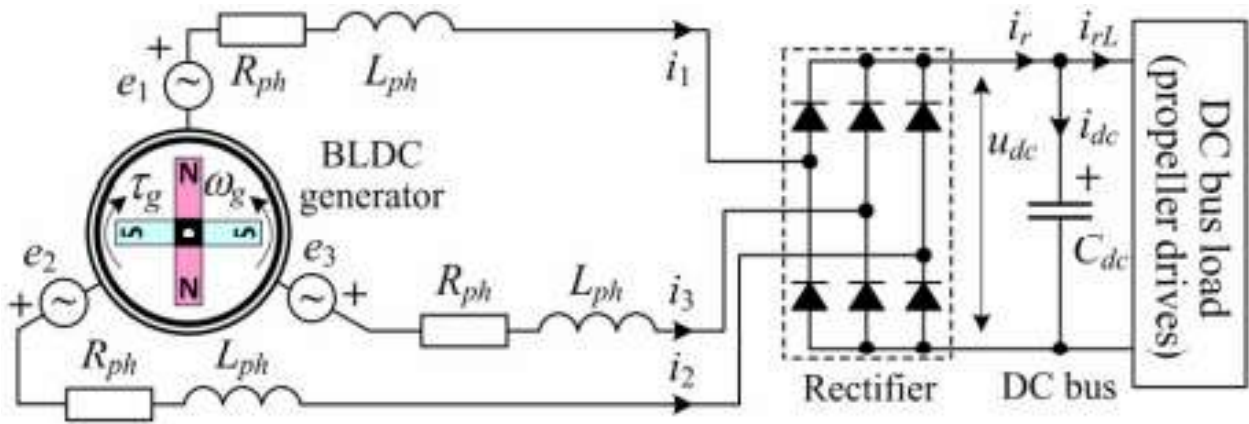 e1
+
Rph
Lph
i1
ir
irL
BLDC
generator
N
τg
ωg
S
S
N
udc
idc
+
Cdc
DC bus load
(propeller drives)
e2
+
e3
+
Rph
Lph
i3
Rph
Lph
i2
Rectifier
DC bus